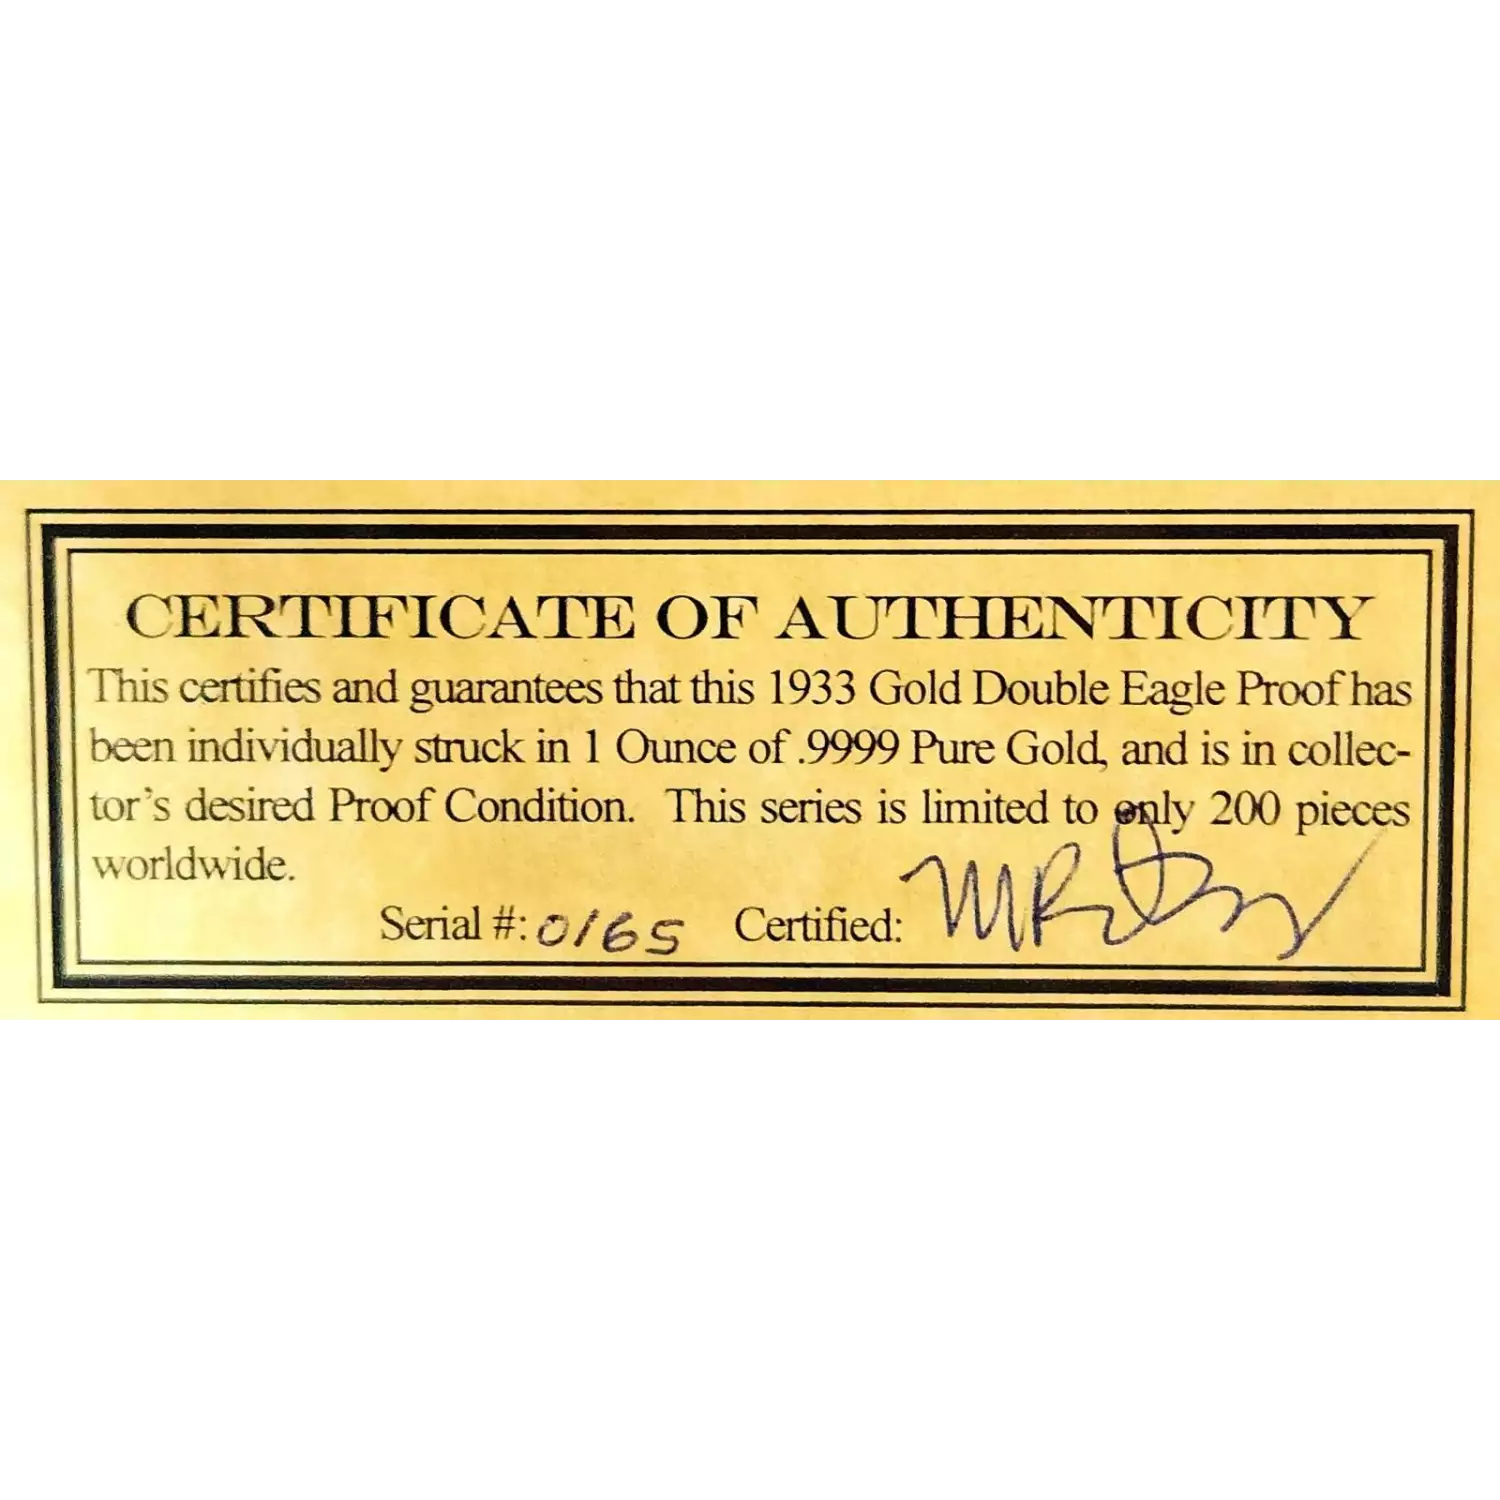 CERTIFICATE OF AUTHENTICITY
This certifies and guarantees that this 1933 Gold Double Eagle Proof has
been individually struck in 1 Ounce of .9999 Pure Gold, and is in collec-
tor's desired Proof Condition. This series is limited to only 200 pieces
worldwide.
Serial #: 0165 Certified: